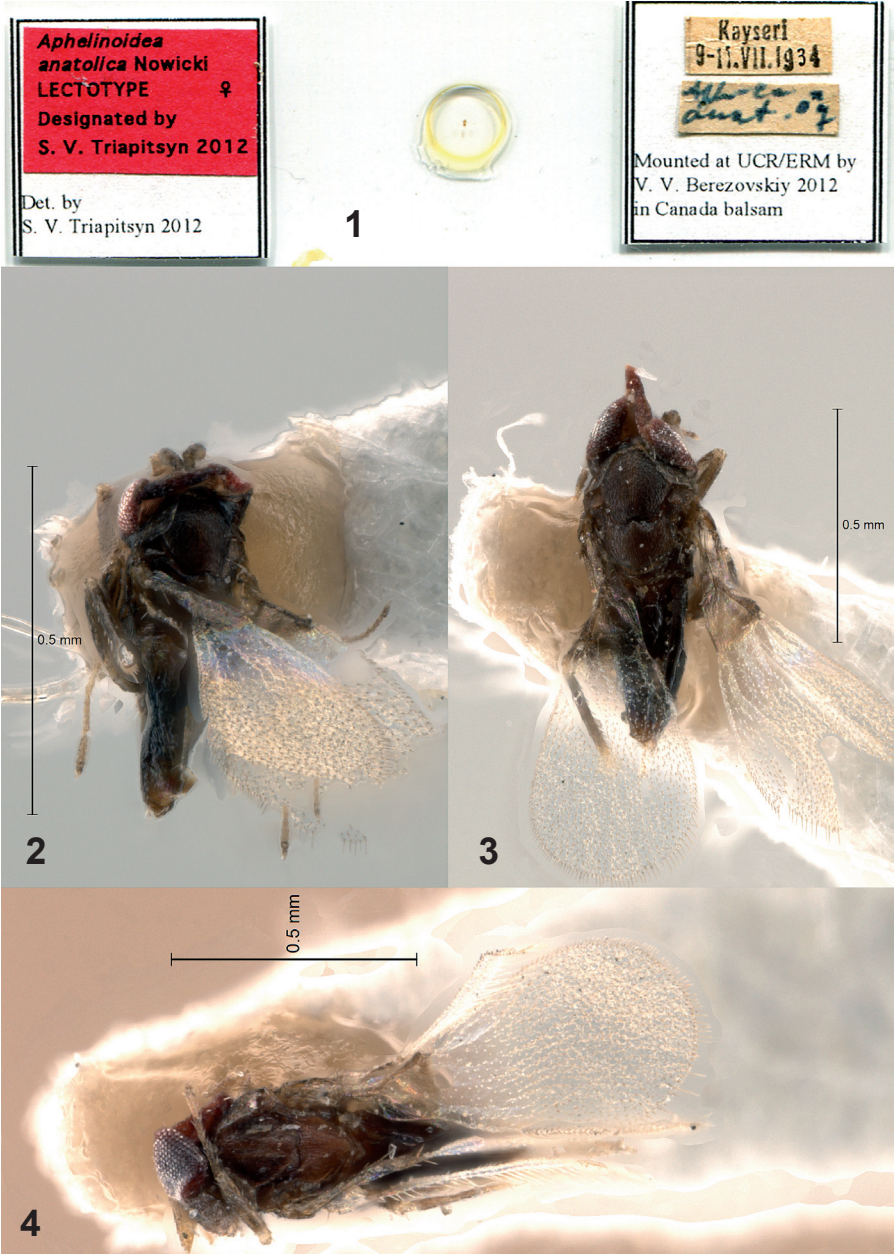 Aphelinoidea
anatolica Nowicki
LECTOTYPE ♀
Designated by
S. V. Triapitsyn 2012
Det. by
S. V. Triapitsyn 2012
1
Kayseri
9-11.VII.1934
anat.
Mounted at UCR/ERM by
V. V. Berezovskiy 2012
in Canada balsam
0.5 mm
2
0.5 mm
3
0.5 mm
4